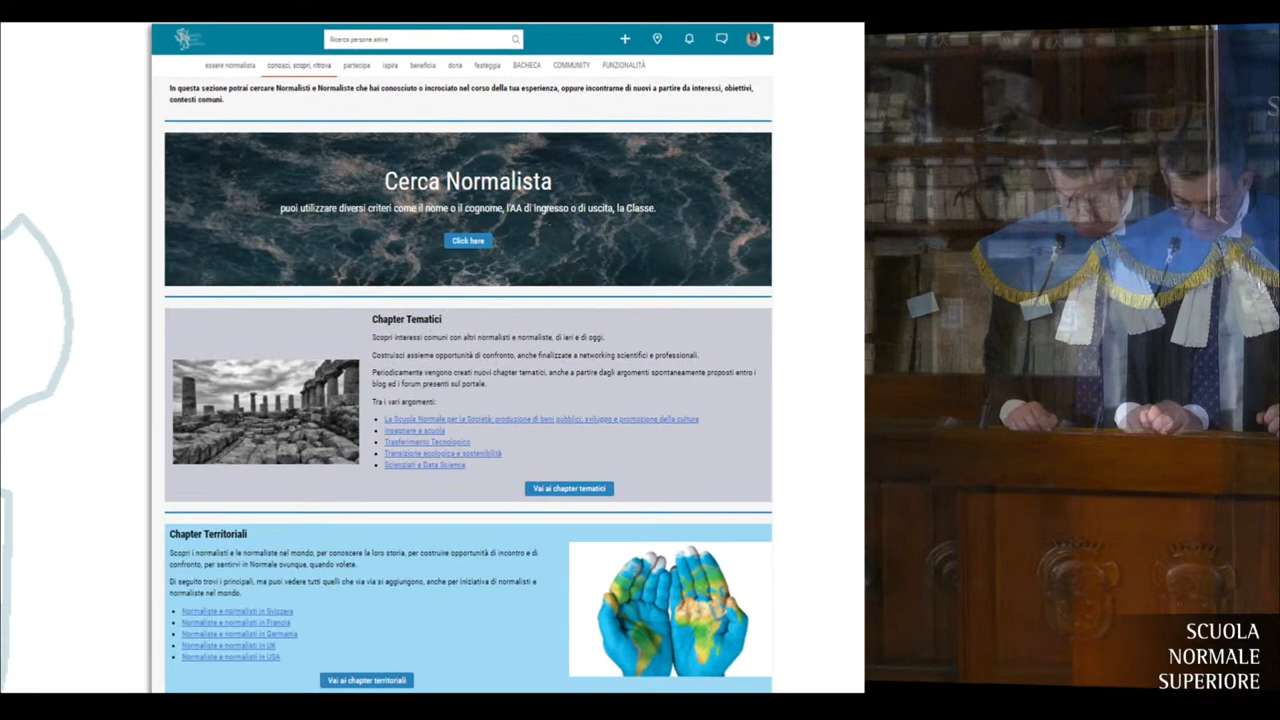 Ricerca persone attive
essere normalista conosci, scopri, ritrova partecipa ispira beneficia dona festeggia BACHECA COMMUNITY FUNZIONALITÀ
In questa sezione potrai cercare Normalisti e Normaliste che hai conosciuto o incrociato nel corso della tua esperienza, oppure incontrarne di nuovi a partire da interessi, obiettivi,
contesti comuni.
Cerca Normalista
puoi utilizzare diversi criteri come il nome o il cognome, l'AA di ingresso o di uscita, la Classe.
Click here
Chapter Tematici
Scopri interessi comuni con altri normalisti e normaliste, di ieri e di oggi.
Costruisci assieme opportunità di confronto, anche finalizzate a networking scientifici e professionali.
Periodicamente vengono creati nuovi chapter tematici, anche a partire dagli argomenti spontaneamente proposti entro i
blog ed i forum presenti sul portale.
Tra i vari argomenti:
La Scuola Normale per la Società: produzione di beni pubblici, sviluppo e promozione della cultura
Insegnare a scuola
Trasferimento Tecnologico
Transizione ecologica e sostenibilità
Scienziati e Data Science
Vai ai chapter tematici
Chapter Territoriali
Scopri i normalisti e le normaliste nel mondo, per conoscere la loro storia, per costruire opportunità di incontro e di
confronto, per sentirvi in Normale ovunque, quando volete.
Di seguito trovi i principali, ma puoi vedere tutti quelli che via via si aggiungono, anche per iniziativa di normalisti e
normaliste nel mondo.
Normaliste e normalisti in Svizzera
Normaliste e normalisti in Francia
Normaliste e normalisti in Germania
Normaliste e normalisti in UK
Normaliste e normalisti in USA
Vai ai chapter territoriali
SCUOLA
NORMALE
SUPERIORE